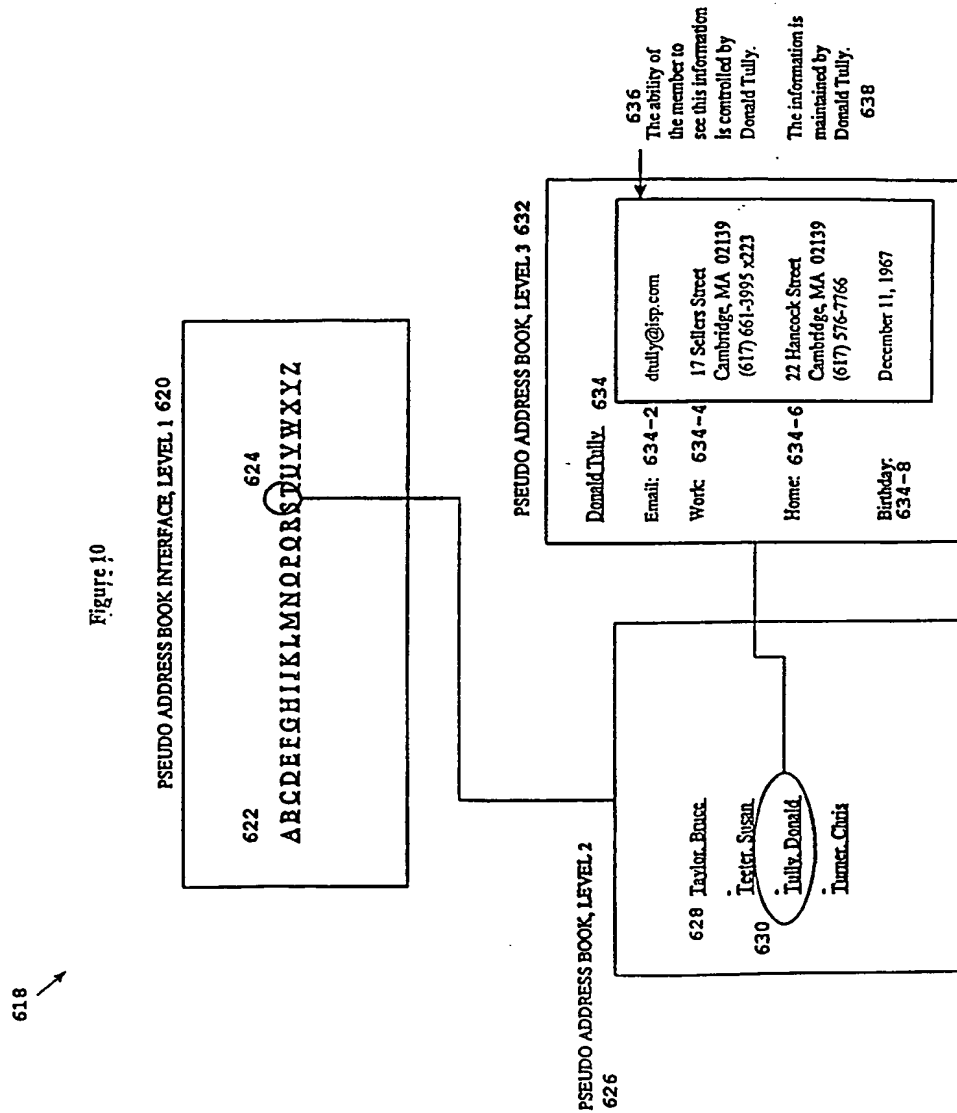 618
Figure 10
PSEUDO ADDRESS BOOK INTERFACE, LEVEL 1 620
622
624
A B C D E F G H I J K L M N O P Q R S T U V W X Y Z
PSEUDO ADDRESS BOOK, LEVEL 2
626
628 Taylor, Bruce
Teeter, Susan
630
Tully, Donald
Turner, Chris
PSEUDO ADDRESS BOOK, LEVEL 3 632
Donald Tully 634
Email: 634-2 dtully@isp.com
Work: 634-4 17 Sellers Street
Cambridge, MA 02139
(617) 661-3995 x223
Home: 634-6 22 Hancock Street
Cambridge, MA 02139
(617) 576-7766
Birthday: December 11, 1967
634-8
636
The ability of
the member to
see this information
is controlled by
Donald Tully.
The information is
maintained by
Donald Tully.
638